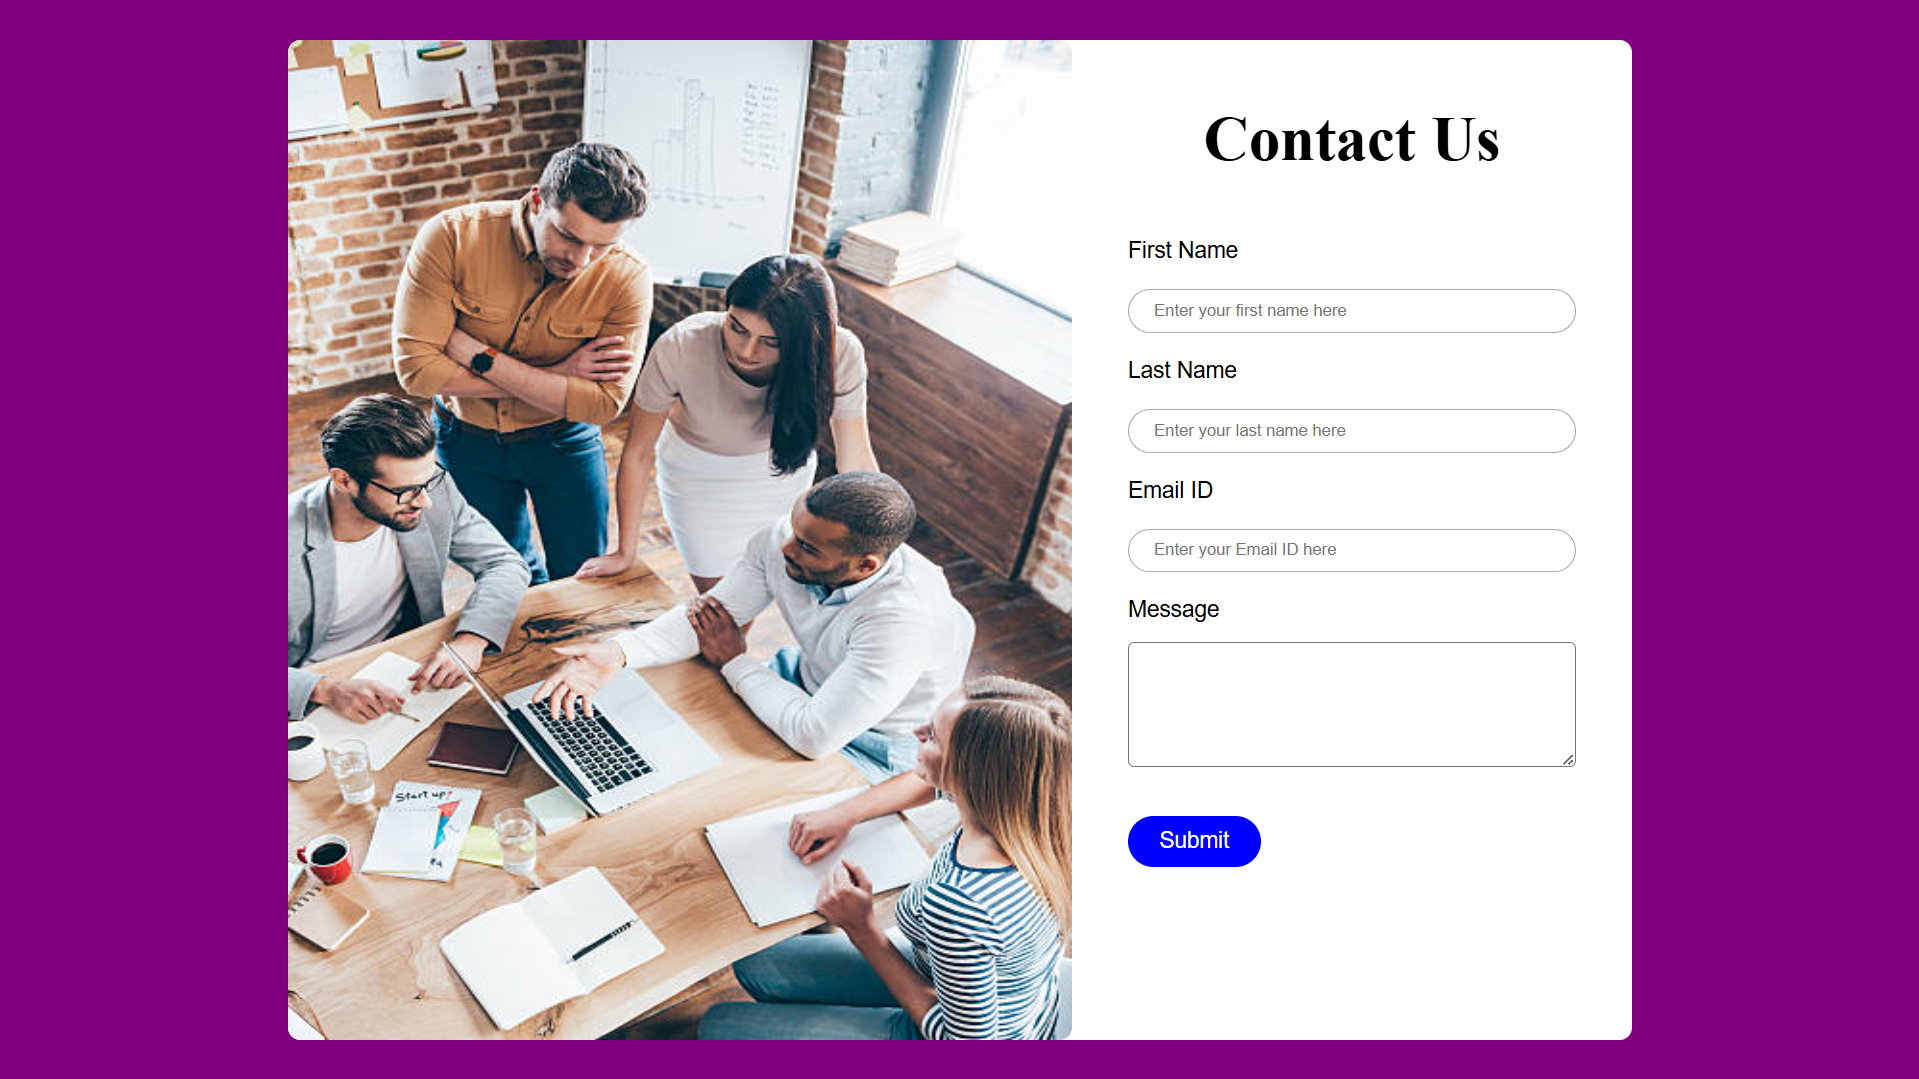 Contact Us
First Name
Enter your first name here
Last Name
Enter your last name here
Email ID
Enter your Email ID here
Message
Start up!
Submit